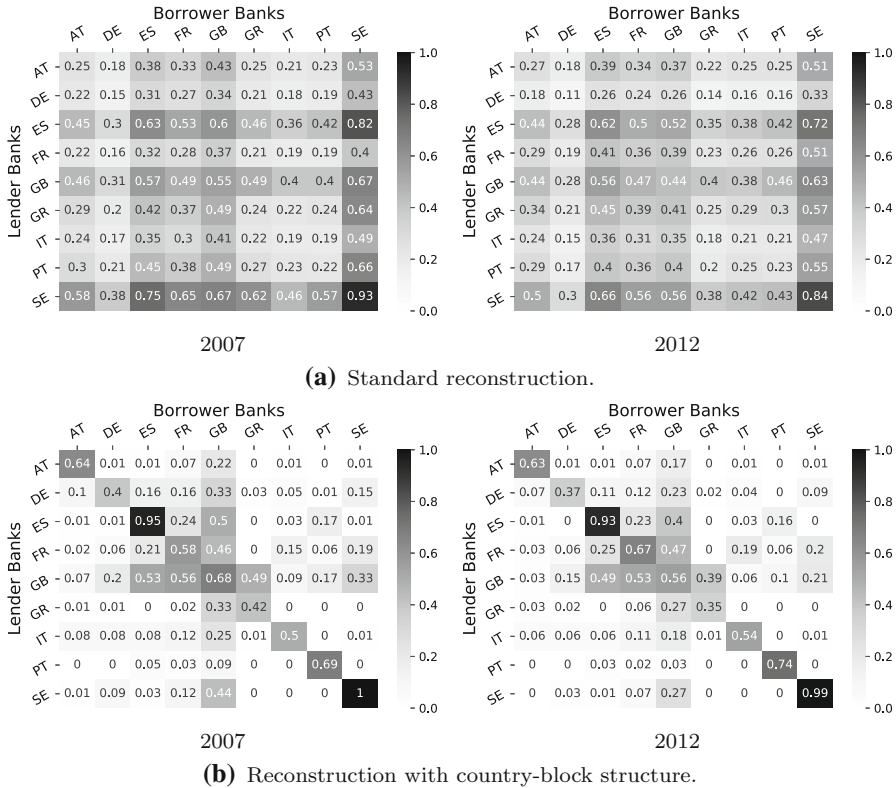 Borrower Banks
AT DE ES FR GB GR IT PT SE
Lender Banks
AT 0.25 0.18 0.38 0.33 0.43 0.25 0.21 0.23 0.53
DE 0.22 0.15 0.31 0.27 0.34 0.21 0.18 0.19 0.43
ES 0.45 0.3 0.63 0.53 0.6 0.46 0.36 0.42 0.82
FR 0.22 0.16 0.32 0.28 0.37 0.21 0.19 0.19 0.4
GB 0.46 0.31 0.57 0.49 0.55 0.49 0.4 0.4 0.67
GR 0.29 0.2 0.42 0.37 0.49 0.24 0.22 0.24 0.64
IT 0.24 0.17 0.35 0.3 0.41 0.22 0.19 0.19 0.49
PT 0.3 0.21 0.45 0.38 0.49 0.27 0.23 0.22 0.66
SE 0.58 0.38 0.75 0.65 0.67 0.62 0.46 0.57 0.93
1.0
0.8
0.6
0.4
0.2
0.0
2007
Borrower Banks
AT DE ES FR GB GR IT PT SE
Lender Banks
AT 0.27 0.18 0.39 0.34 0.37 0.22 0.25 0.25 0.51
DE 0.18 0.11 0.26 0.24 0.26 0.14 0.16 0.16 0.33
ES 0.44 0.28 0.62 0.5 0.52 0.35 0.38 0.42 0.72
FR 0.29 0.19 0.41 0.36 0.39 0.23 0.26 0.26 0.51
GB 0.44 0.28 0.56 0.47 0.44 0.4 0.38 0.46 0.63
GR 0.34 0.21 0.45 0.39 0.41 0.25 0.29 0.3 0.57
IT 0.24 0.15 0.36 0.31 0.35 0.18 0.21 0.21 0.47
PT 0.29 0.17 0.4 0.36 0.4 0.2 0.25 0.23 0.55
SE 0.5 0.3 0.66 0.56 0.56 0.38 0.42 0.43 0.84
1.0
0.8
0.6
0.4
0.2
0.0
2012
(a) Standard reconstruction.
Borrower Banks
AT DE ES FR GB GR IT PT SE
Lender Banks
AT 0.64 0.01 0.01 0.07 0.22 0 0.01 0 0.01
DE 0.1 0.4 0.16 0.16 0.33 0.03 0.05 0.01 0.15
ES 0.01 0.01 0.95 0.24 0.5 0 0.03 0.17 0.01
FR 0.02 0.06 0.21 0.58 0.46 0 0.15 0.06 0.19
GB 0.07 0.2 0.53 0.56 0.68 0.49 0.09 0.17 0.33
GR 0.01 0.01 0 0.02 0.33 0.42 0 0 0
IT 0.08 0.08 0.08 0.12 0.25 0.01 0.5 0 0.01
PT 0 0 0.05 0.03 0.09 0 0 0.69 0
SE 0.01 0.09 0.03 0.12 0.44 0 0 0 1
1.0
0.8
0.6
0.4
0.2
0.0
2007
Borrower Banks
AT DE ES FR GB GR IT PT SE
Lender Banks
AT 0.63 0.01 0.01 0.07 0.17 0 0.01 0 0.01
DE 0.07 0.37 0.11 0.12 0.23 0.02 0.04 0 0.09
ES 0.01 0.01 0.93 0.23 0.4 0 0.03 0.16 0
FR 0.03 0.06 0.25 0.67 0.47 0 0.19 0.06 0.2
GB 0.03 0.15 0.49 0.53 0.56 0.39 0.06 0.1 0.21
GR 0.03 0.02 0 0.06 0.27 0.35 0 0 0
IT 0.06 0.06 0.06 0.11 0.18 0.01 0.54 0 0.01
PT 0 0 0.03 0.02 0.03 0 0 0.74 0
SE 0 0.03 0.01 0.07 0.27 0 0 0 0.99
1.0
0.8
0.6
0.4
0.2
0.0
2012
(b) Reconstruction with country-block structure.